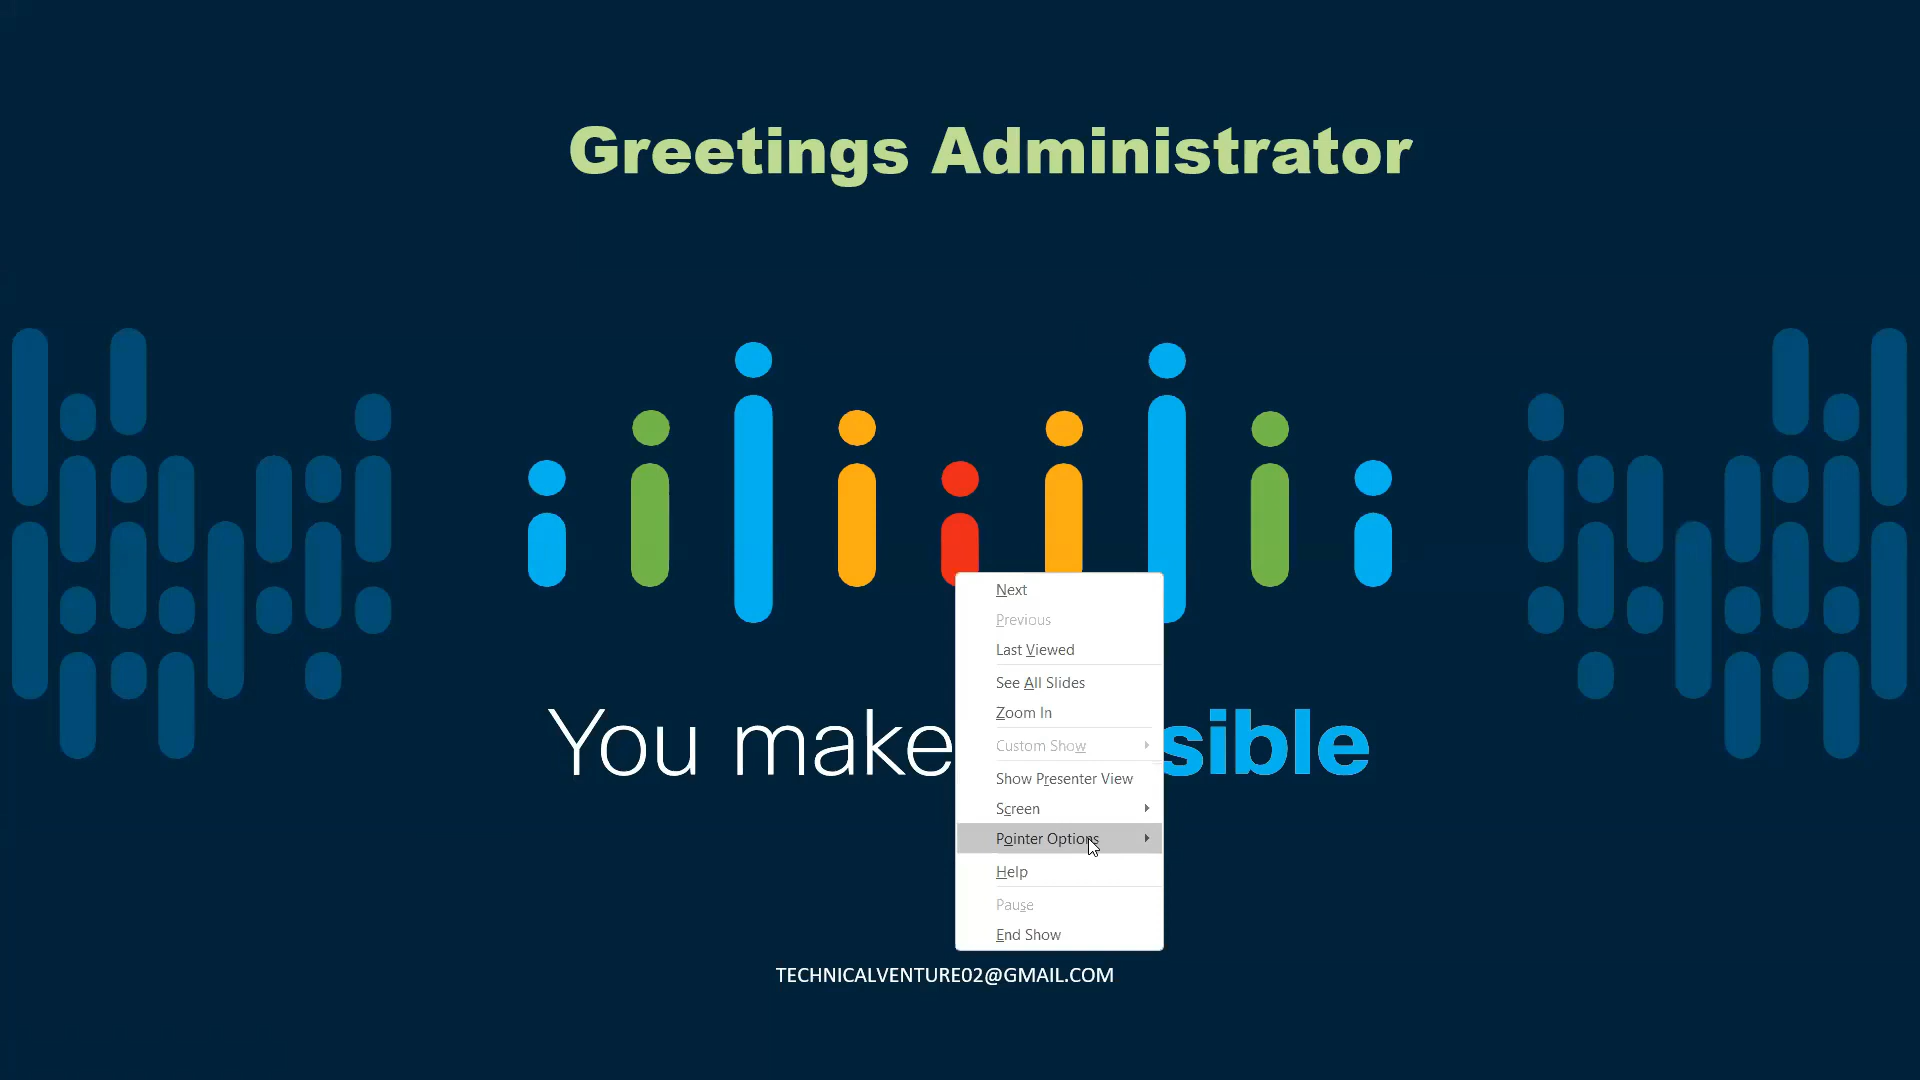 Greetings Administrator
Next
Previous
Last Viewed
See All Slides
Zoom In
Custom Show
You make sible
Show Presenter View
Screen
Pointer Options
Help
Pause
End Show
TECHNICALVENTURE02@GMAIL.COM